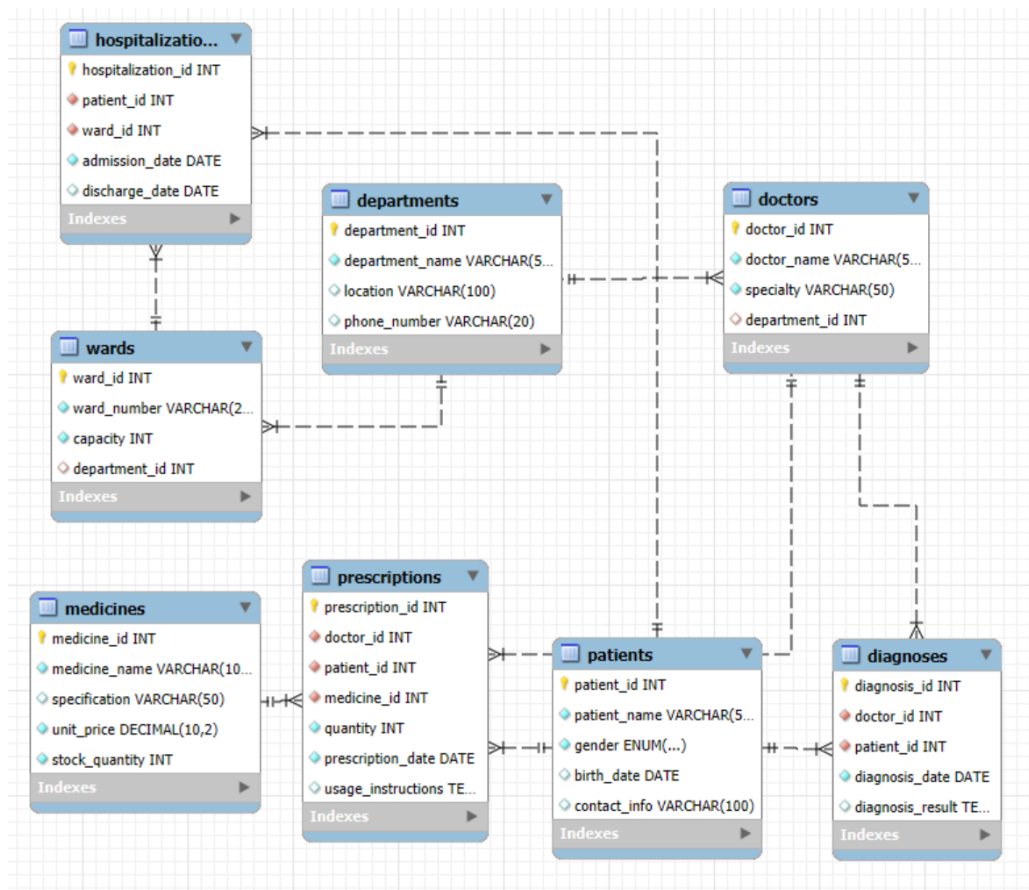 hospitalizatio...
hospitalization_id INT
patient_id INT
ward_id INT
admission_date DATE
discharge_date DATE
Indexes
departments
department_id INT
department_name VARCHAR(5...
location VARCHAR(100)
phone_number VARCHAR(20)
Indexes
doctors
doctor_id INT
doctor_name VARCHAR(5...
specialty VARCHAR(50)
department_id INT
Indexes
wards
ward_id INT
ward_number VARCHAR(2...
capacity INT
department_id INT
Indexes
medicines
medicine_id INT
medicine_name VARCHAR(10...
specification VARCHAR(50)
unit_price DECIMAL(10,2)
stock_quantity INT
Indexes
prescriptions
prescription_id INT
doctor_id INT
patient_id INT
medicine_id INT
quantity INT
prescription_date DATE
usage_instructions TE...
Indexes
patients
patient_id INT
patient_name VARCHAR(5...
gender ENUM(...)
birth_date DATE
contact_info VARCHAR(100)
Indexes
diagnoses
diagnosis_id INT
doctor_id INT
patient_id INT
diagnosis_date DATE
diagnosis_result TE...
Indexes